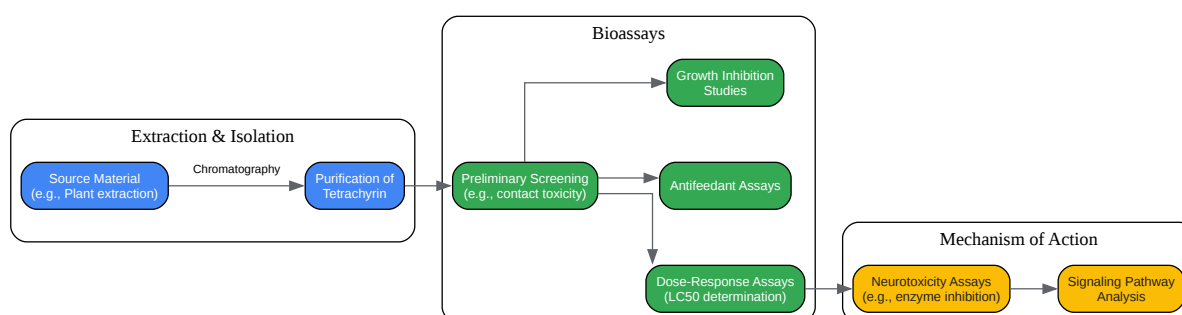 Extraction & Isolation
Source Material
(e.g., Plant extraction)
Chromatography
Purification of
Tetrachyrin
Bioassays
Growth Inhibition
Studies
Preliminary Screening
(e.g., contact toxicity)
Antifeedant Assays
Dose-Response Assays
(LC50 determination)
Mechanism of Action
Neurotoxicity Assays
(e.g., enzyme inhibition)
Signaling Pathway
Analysis